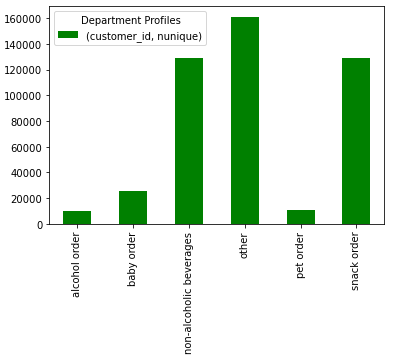 Department Profiles
(customer_id, nunique)
160000
140000
120000
100000
80000
60000
40000
20000
0
alcohol order
baby order
non-alcoholic beverages
other
pet order
snack order